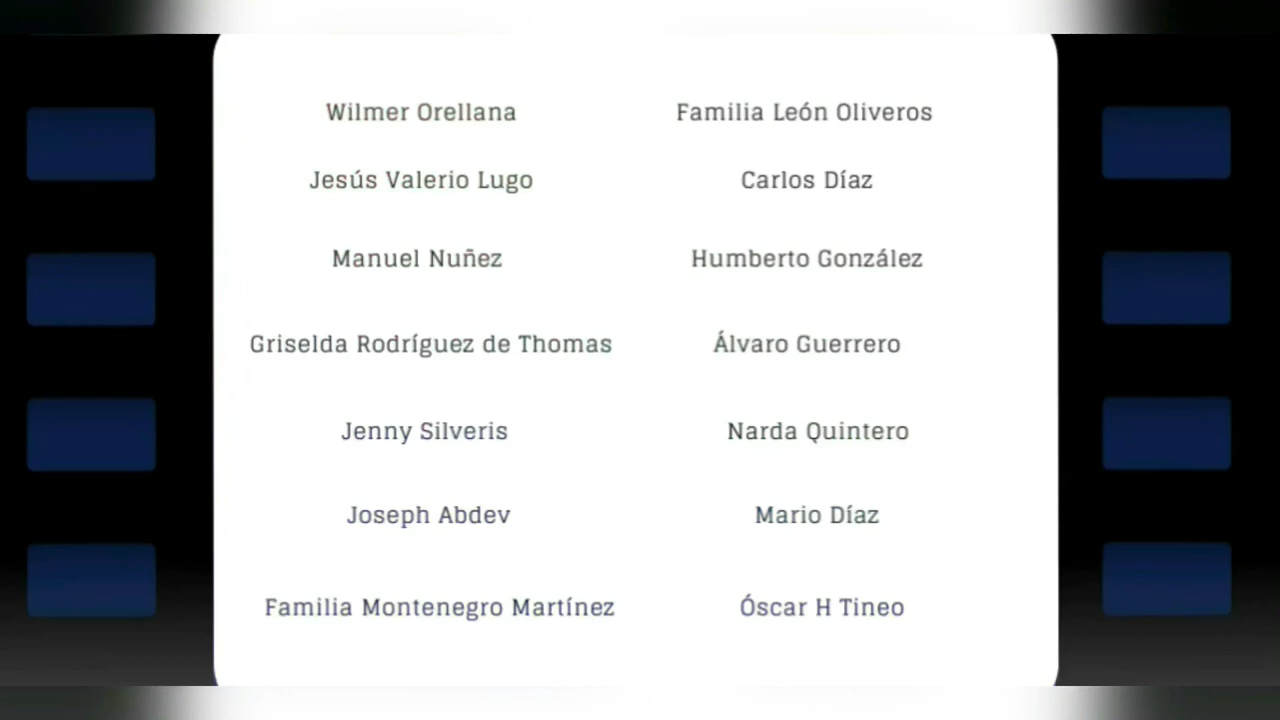 Wilmer Orellana
Familia León Oliveros
Jesús Valerio Lugo
Carlos Díaz
Manuel Nuñez
Humberto González
Griselda Rodríguez de Thomas
Álvaro Guerrero
Jenny Silveris
Narda Quintero
Joseph Abdev
Mario Díaz
Familia Montenegro Martínez
Óscar H Tineo